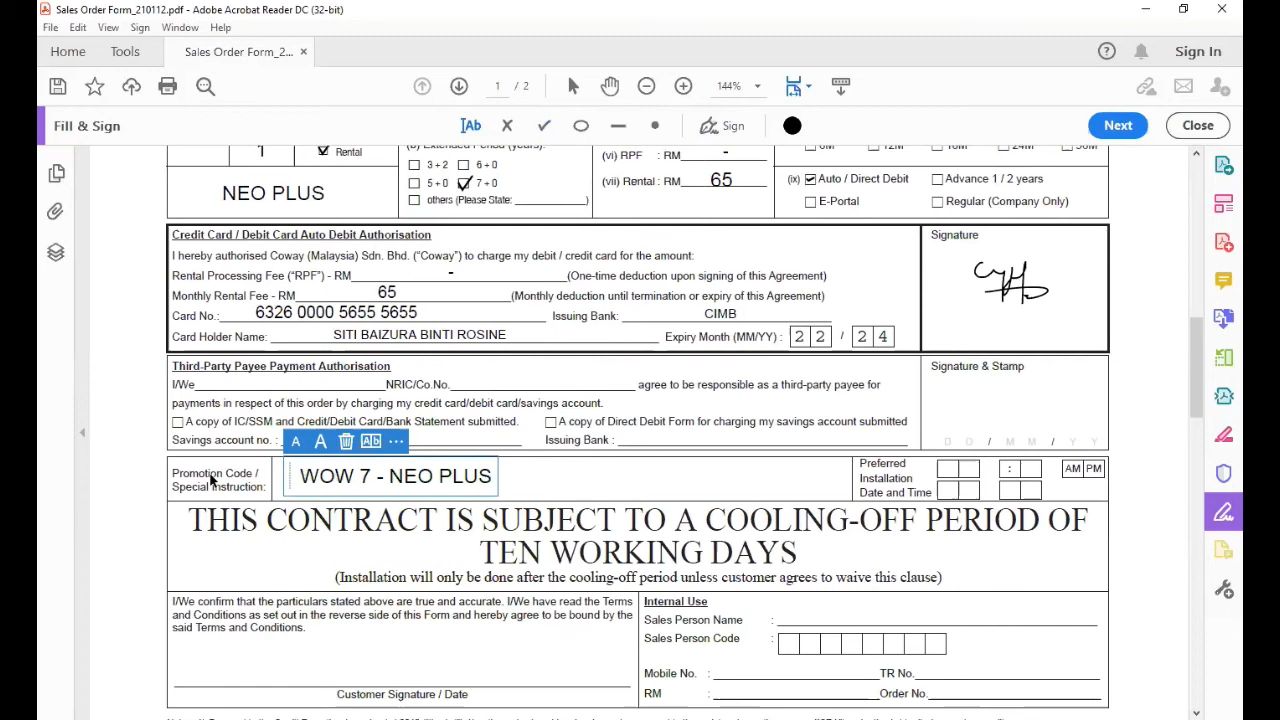 Sales Order Form_210112.pdf - Adobe Acrobat Reader DC (32-bit)
File Edit View Sign Window Help
Home Tools Sales Order Form_2... × Sign In
1 / 2 144%
Fill & Sign Ab Sign Next Close
1 Rental (b) Extended Period (years): (vi) RPF : RM - 6M 12M 18M 24M 36M
3 + 2 6 + 0
NEO PLUS 5 + 0 7 + 0 (vii) Rental : RM 65 (ix) Auto / Direct Debit Advance 1 / 2 years
others (Please State: ) E-Portal Regular (Company Only)
Credit Card / Debit Card Auto Debit Authorisation Signature
I hereby authorised Coway (Malaysia) Sdn. Bhd. (“Coway”) to charge my debit / credit card for the amount:
Rental Processing Fee (“RPF”) - RM - (One-time deduction upon signing of this Agreement)
Monthly Rental Fee - RM 65 (Monthly deduction until termination or expiry of this Agreement)
Card No.: 6326 0000 5655 5655 Issuing Bank: CIMB
Card Holder Name: SITI BAIZURA BINTI ROSINE Expiry Month (MM/YY) : 2 2 / 2 4
Third-Party Payee Payment Authorisation Signature & Stamp
I/We NRIC/Co.No. agree to be responsible as a third-party payee for
payments in respect of this order by charging my credit card/debit card/savings account.
A copy of IC/SSM and Credit/Debit Card/Bank Statement submitted. A copy of Direct Debit Form for charging my savings account submitted
Savings account no. : A A Ab ... Issuing Bank : D D / M M / Y Y
Promotion Code / Special Instruction: WOW 7 - NEO PLUS Preferred Installation Date and Time : AM PM
THIS CONTRACT IS SUBJECT TO A COOLING-OFF PERIOD OF
TEN WORKING DAYS
(Installation will only be done after the cooling-off period unless customer agrees to waive this clause)
I/We confirm that the particulars stated above are true and accurate. I/We have read the Terms
and Conditions as set out in the reverse side of this Form and hereby agree to be bound by the
said Terms and Conditions.
Customer Signature / Date
Internal Use
Sales Person Name :
Sales Person Code :
Mobile No. : TR No.
RM : Order No.